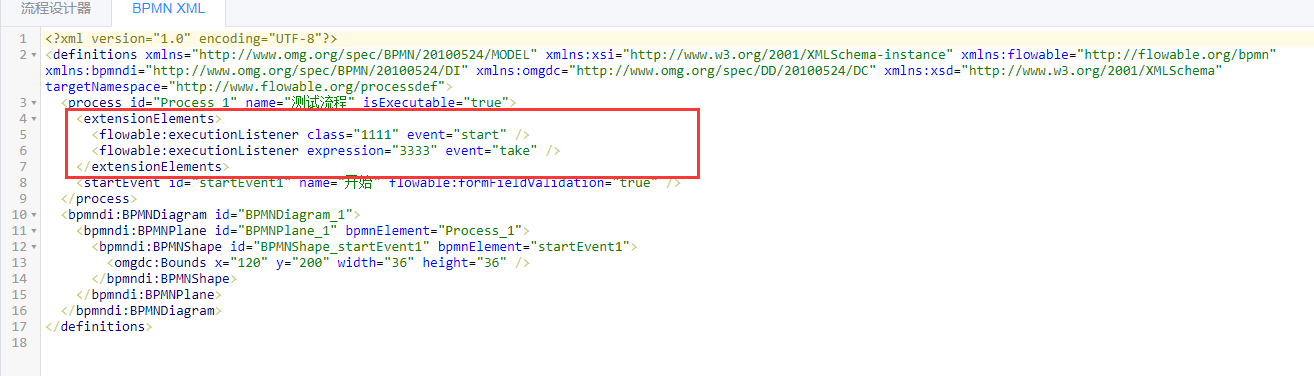 流程设计器 BPMN XML
1 <?xml version="1.0" encoding="UTF-8"?>
2 <definitions xmlns="http://www.omg.org/spec/BPMN/20100524/MODEL" xmlns:xsi="http://www.w3.org/2001/XMLSchema-instance" xmlns:flowable="http://flowable.org/bpmn"
xmlns:bpmndi="http://www.omg.org/spec/BPMN/20100524/DI" xmlns:omgdc="http://www.omg.org/spec/DD/20100524/DC" xmlns:xsd="http://www.w3.org/2001/XMLSchema"
targetNamespace="http://www.flowable.org/processdef">
3 <process id="Process_1" name="测试流程" isExecutable="true">
4 <extensionElements>
5 <flowable:executionListener class="1111" event="start" />
6 <flowable:executionListener expression="3333" event="take" />
7 </extensionElements>
8 <startEvent id="startEvent1" name="开始" flowable:formFieldValidation="true" />
9 </process>
10 <bpmndi:BPMNDiagram id="BPMNDiagram_1">
11 <bpmndi:BPMNPlane id="BPMNPlane_1" bpmnElement="Process_1">
12 <bpmndi:BPMNShape id="BPMNShape_startEvent1" bpmnElement="startEvent1">
13 <omgdc:Bounds x="120" y="200" width="36" height="36" />
14 </bpmndi:BPMNShape>
15 </bpmndi:BPMNPlane>
16 </bpmndi:BPMNDiagram>
17 </definitions>
18